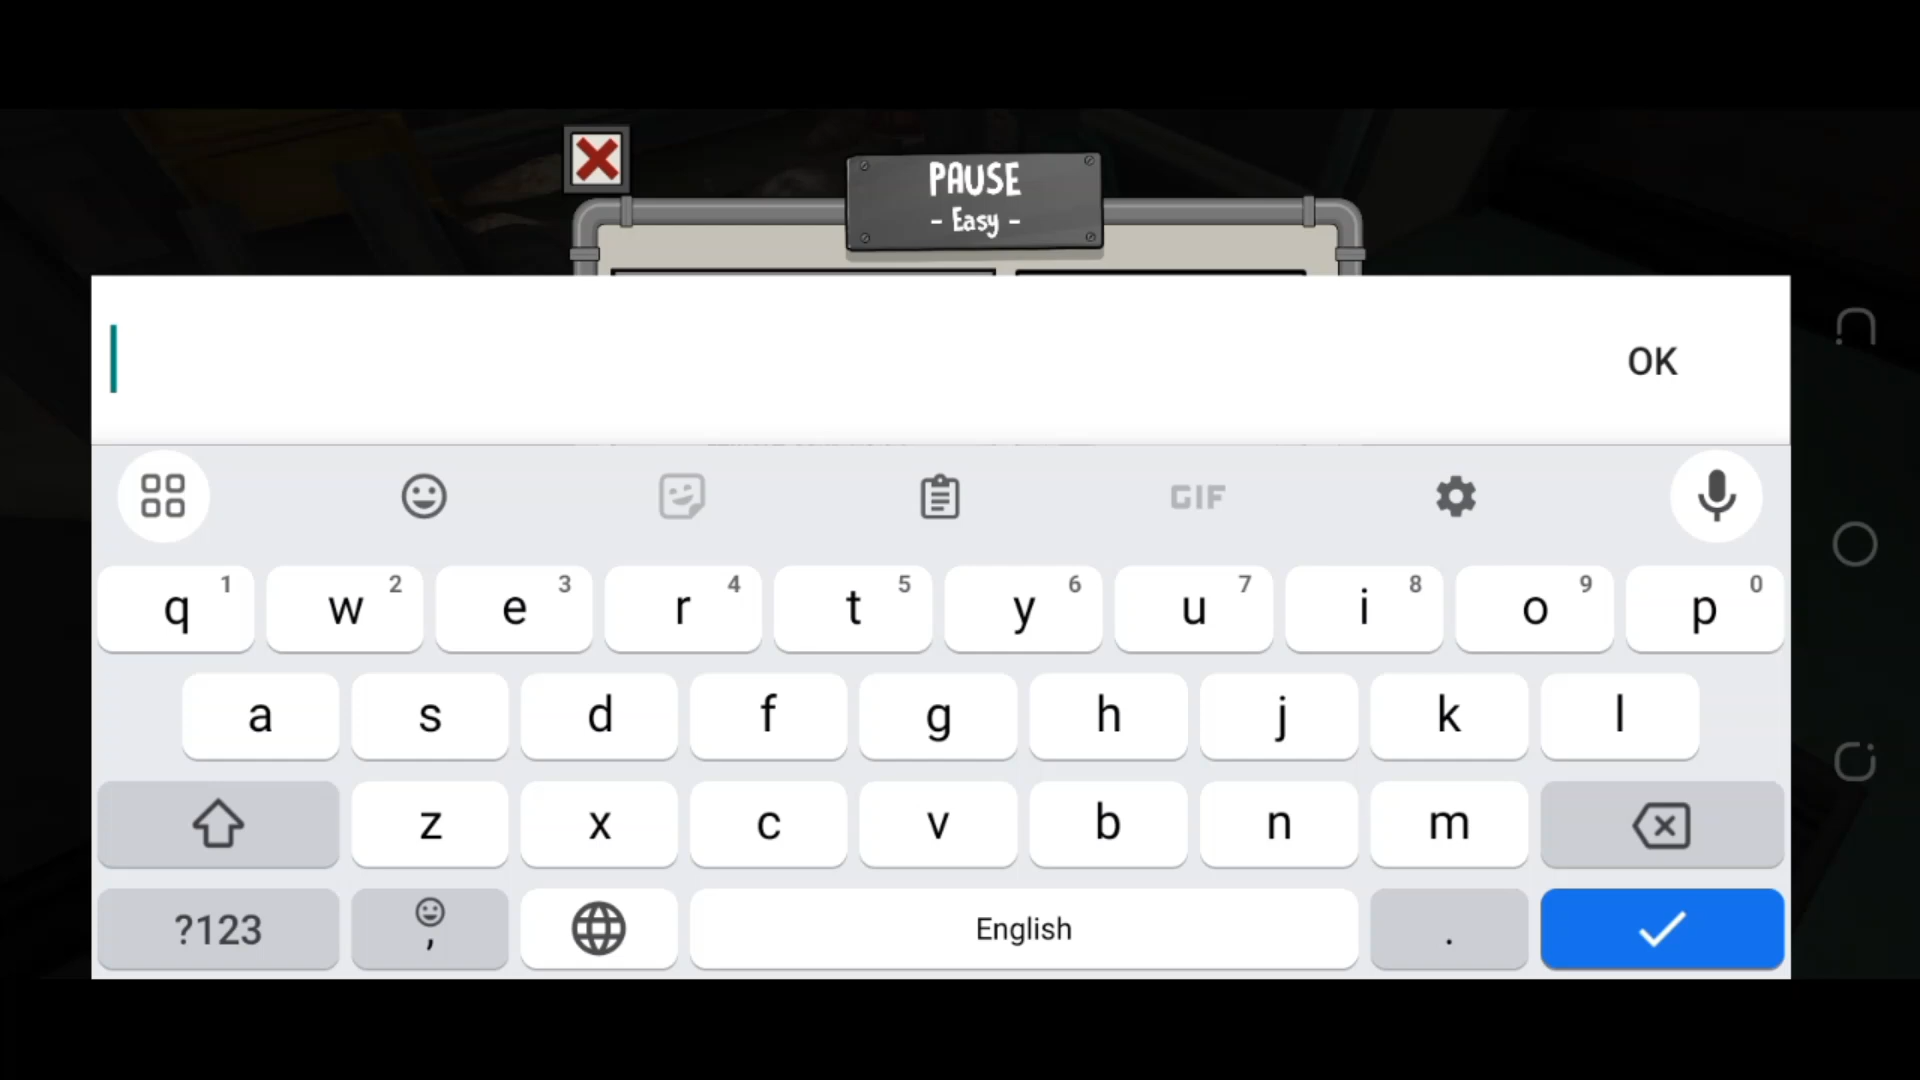 PAUSE
- Easy -
OK
GIF
q 1 w 2 e 3 r 4 t 5 y 6 u 7 i 8 o 9 p 0
a s d f g h j k l
z x c v b n m
?123 , English .